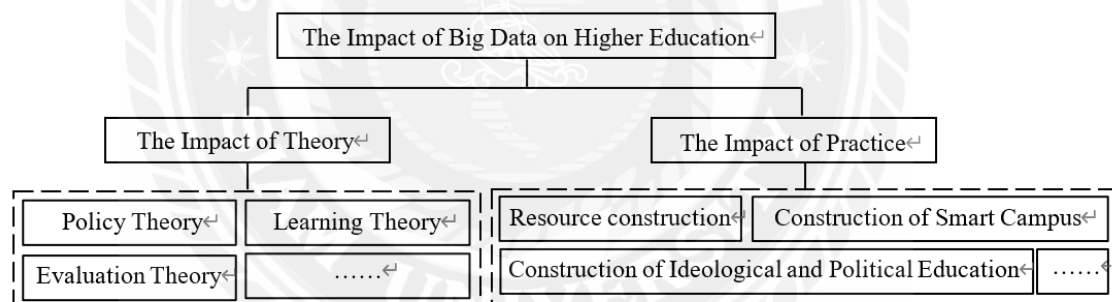 The Impact of Big Data on Higher Education↵
The Impact of Theory↵
The Impact of Practice↵
Policy Theory↵
Learning Theory↵
Resource construction↵
Construction of Smart Campus↵
Evaluation Theory↵
……↵
Construction of Ideological and Political Education↵
……↵